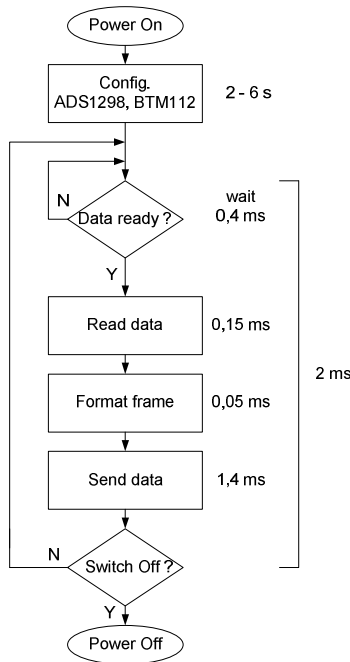 Power On
Config.
ADS1298, BTM112
2 - 6 s
N
Data ready ?
wait
0,4 ms
Y
Read data
0,15 ms
2 ms
Format frame
0,05 ms
Send data
1,4 ms
N
Switch Off ?
Y
Power Off